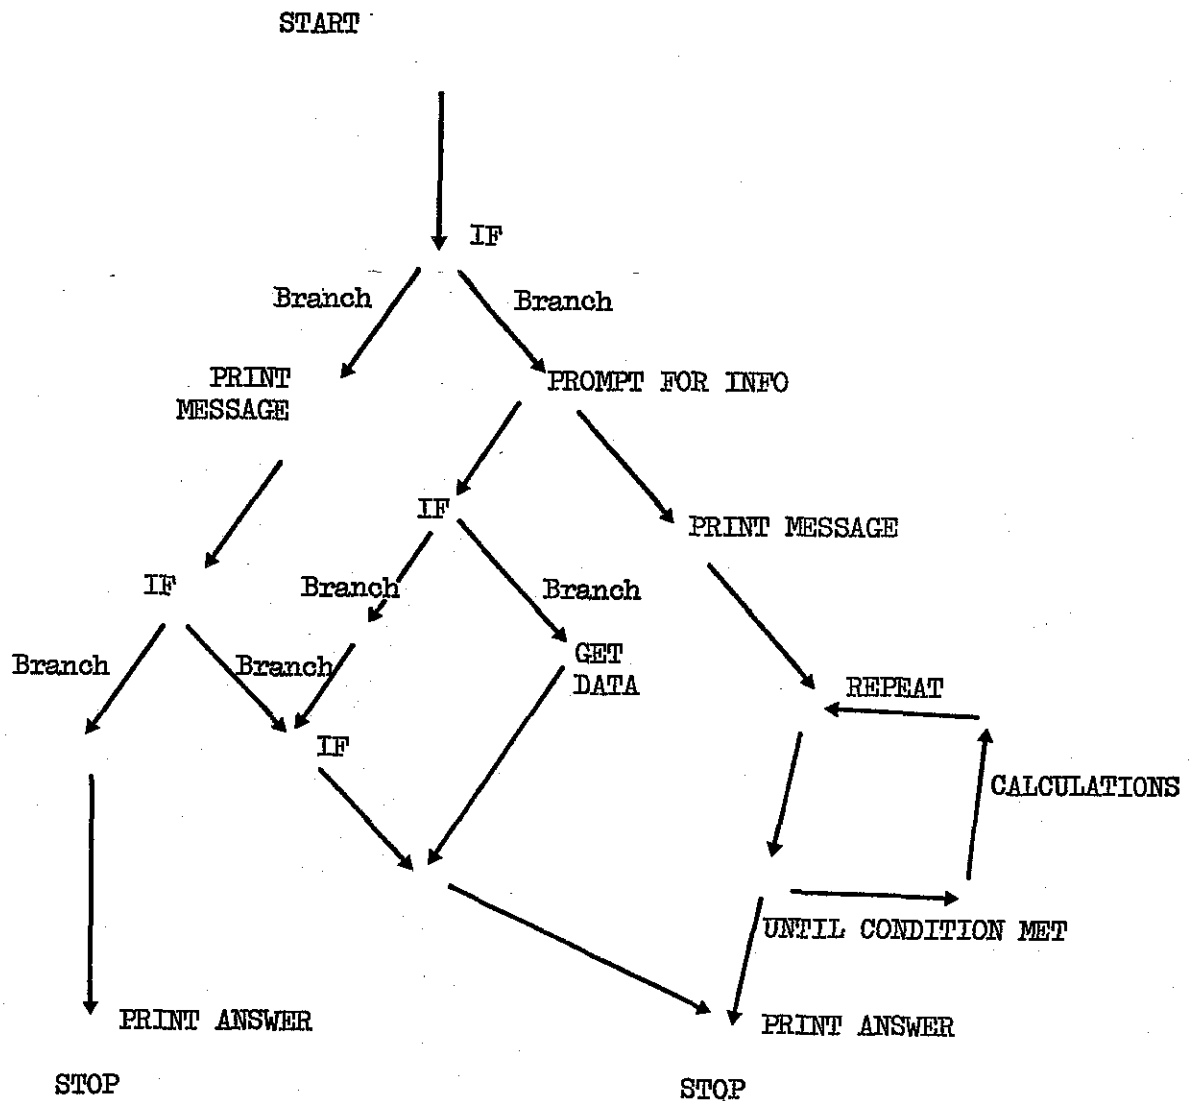 START
IF
Branch
Branch
PRINT
MESSAGE
PROMPT FOR INFO
IF
PRINT MESSAGE
IF
Branch
Branch
GET
DATA
Branch
Branch
REPEAT
IF
CALCULATIONS
UNTIL CONDITION MET
PRINT ANSWER
PRINT ANSWER
STOP
STOP